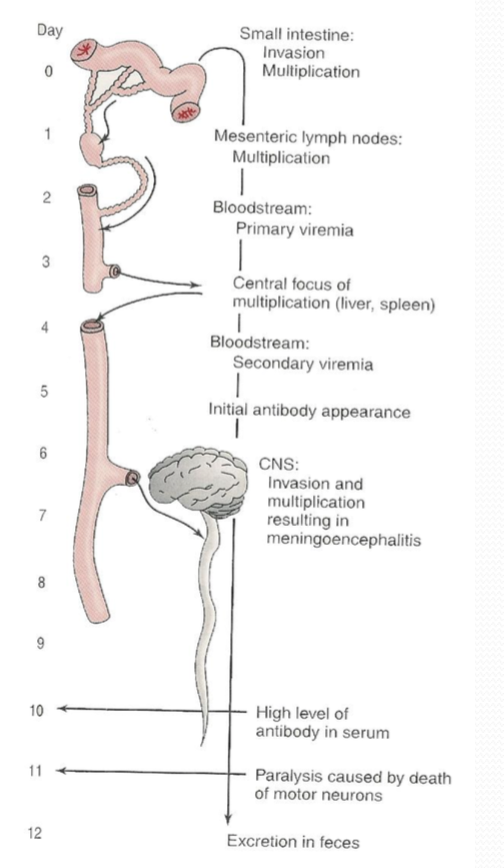 Day
0
1
2
3
4
5
6
7
8
9
10
11
12
Small intestine:
Invasion
Multiplication
Mesenteric lymph nodes:
Multiplication
Bloodstream:
Primary viremia
Central focus of
multiplication (liver, spleen)
Bloodstream:
Secondary viremia
Initial antibody appearance
CNS:
Invasion and
multiplication
resulting in
meningoencephalitis
High level of
antibody in serum
Paralysis caused by death
of motor neurons
Excretion in feces